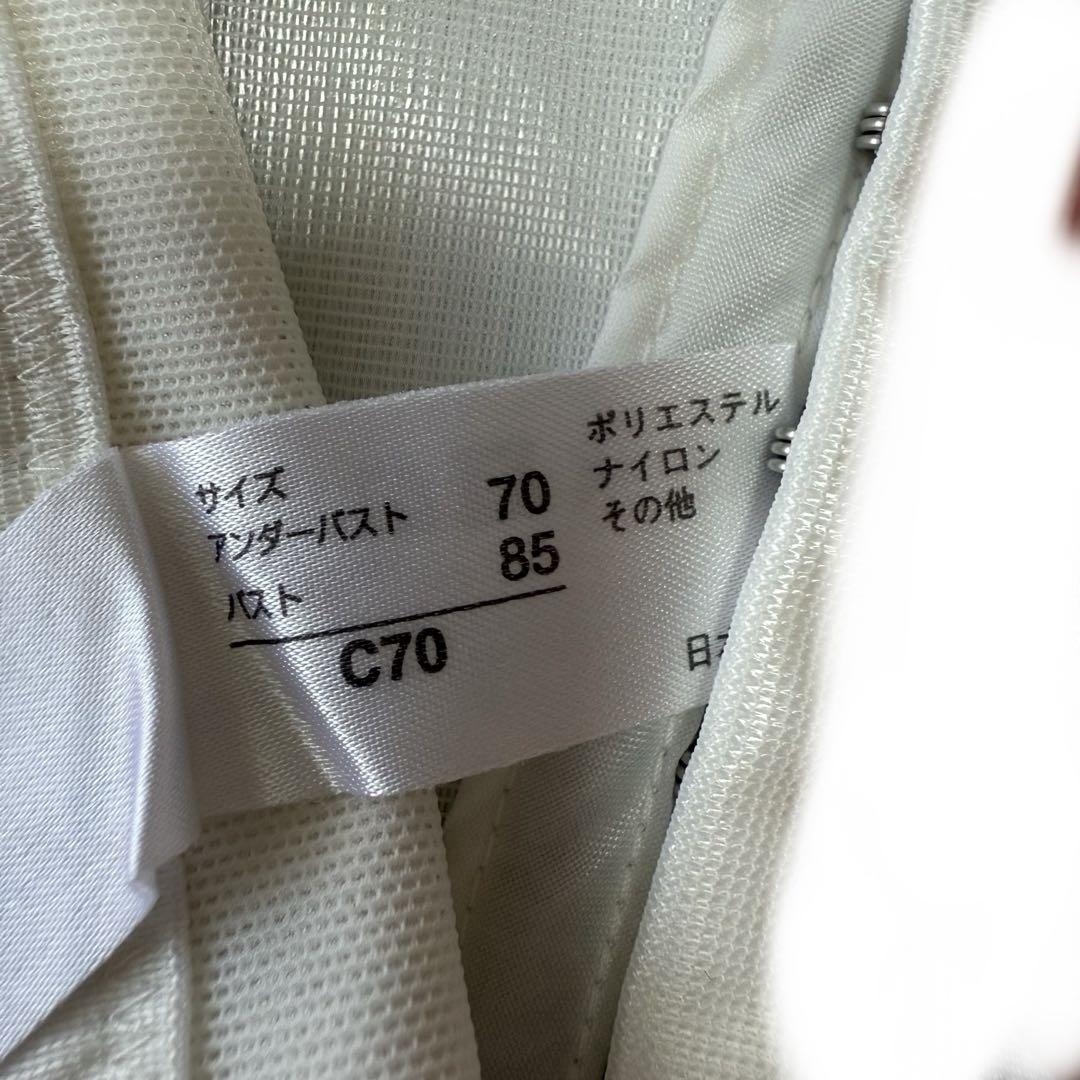 サイズ
アンダーバスト 70
バスト 85
C70
ポリエステル
ナイロン
その他
日